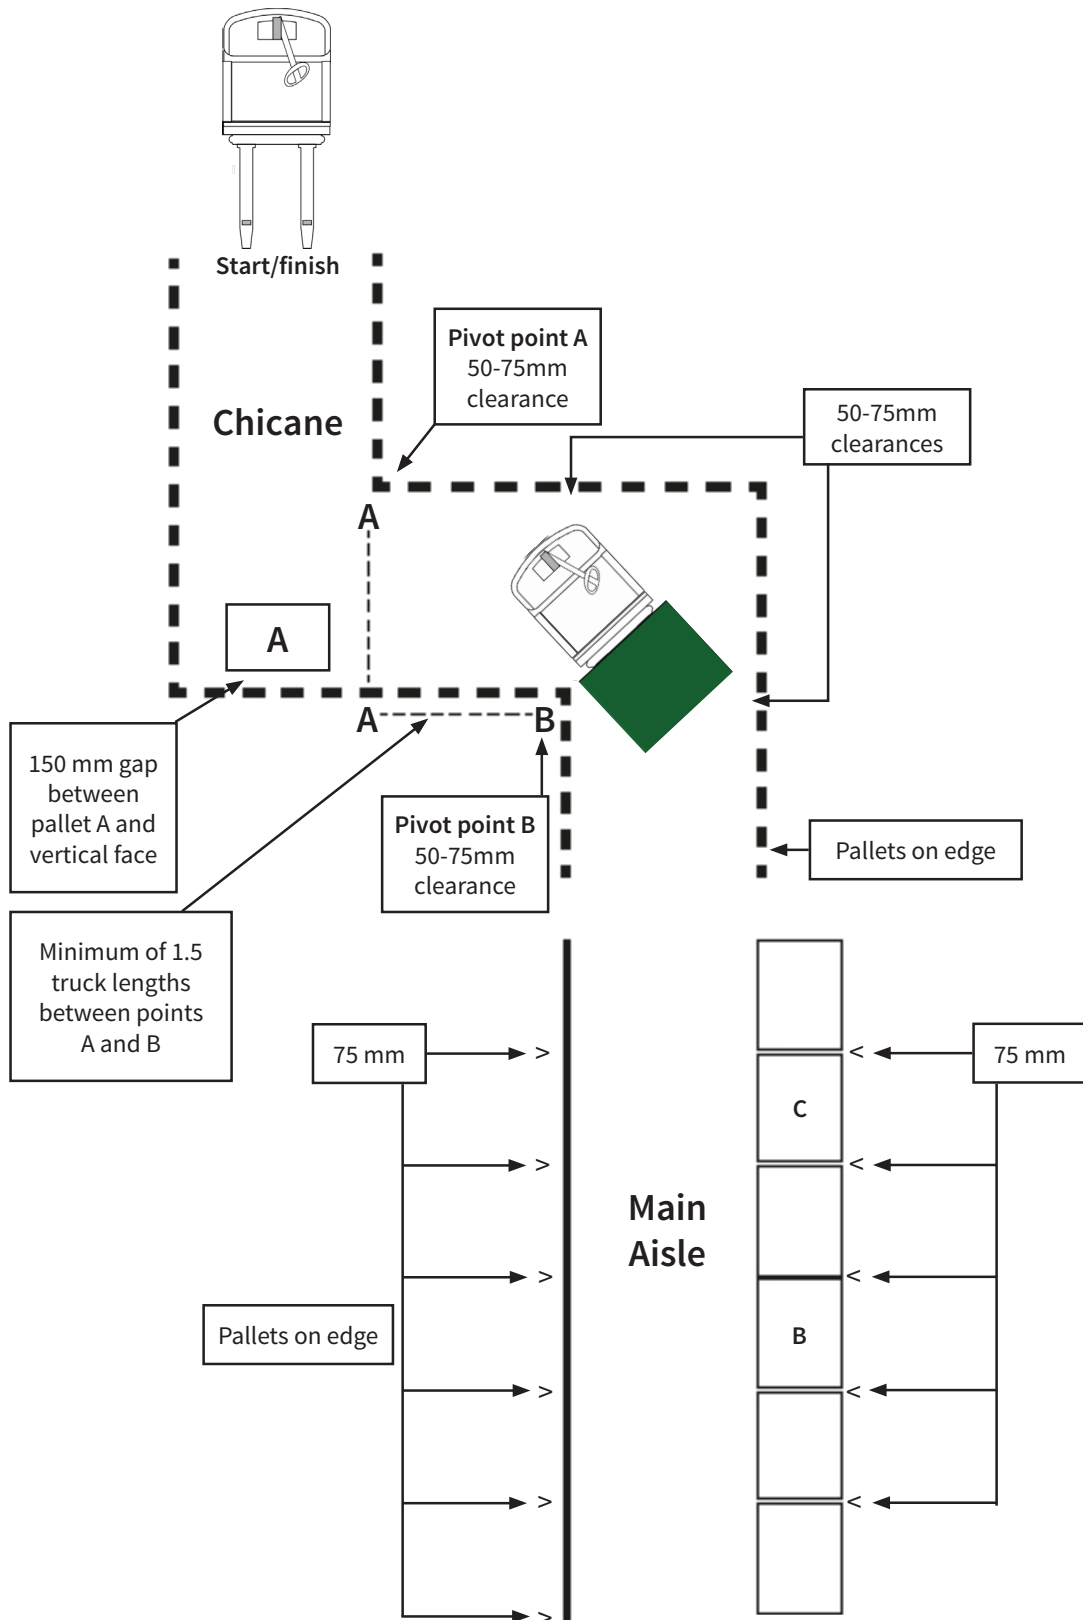 Start/finish
Pivot point A
50-75mm
clearance
Chicane
50-75mm
clearances
A
A
A
B
150 mm gap
between
pallet A and
vertical face
Pivot point B
50-75mm
clearance
Pallets on edge
Minimum of 1.5
truck lengths
between points
A and B
75 mm
>
<
75 mm
C
>
<
Main
Aisle
>
<
Pallets on edge
B
>
<
>
<
>